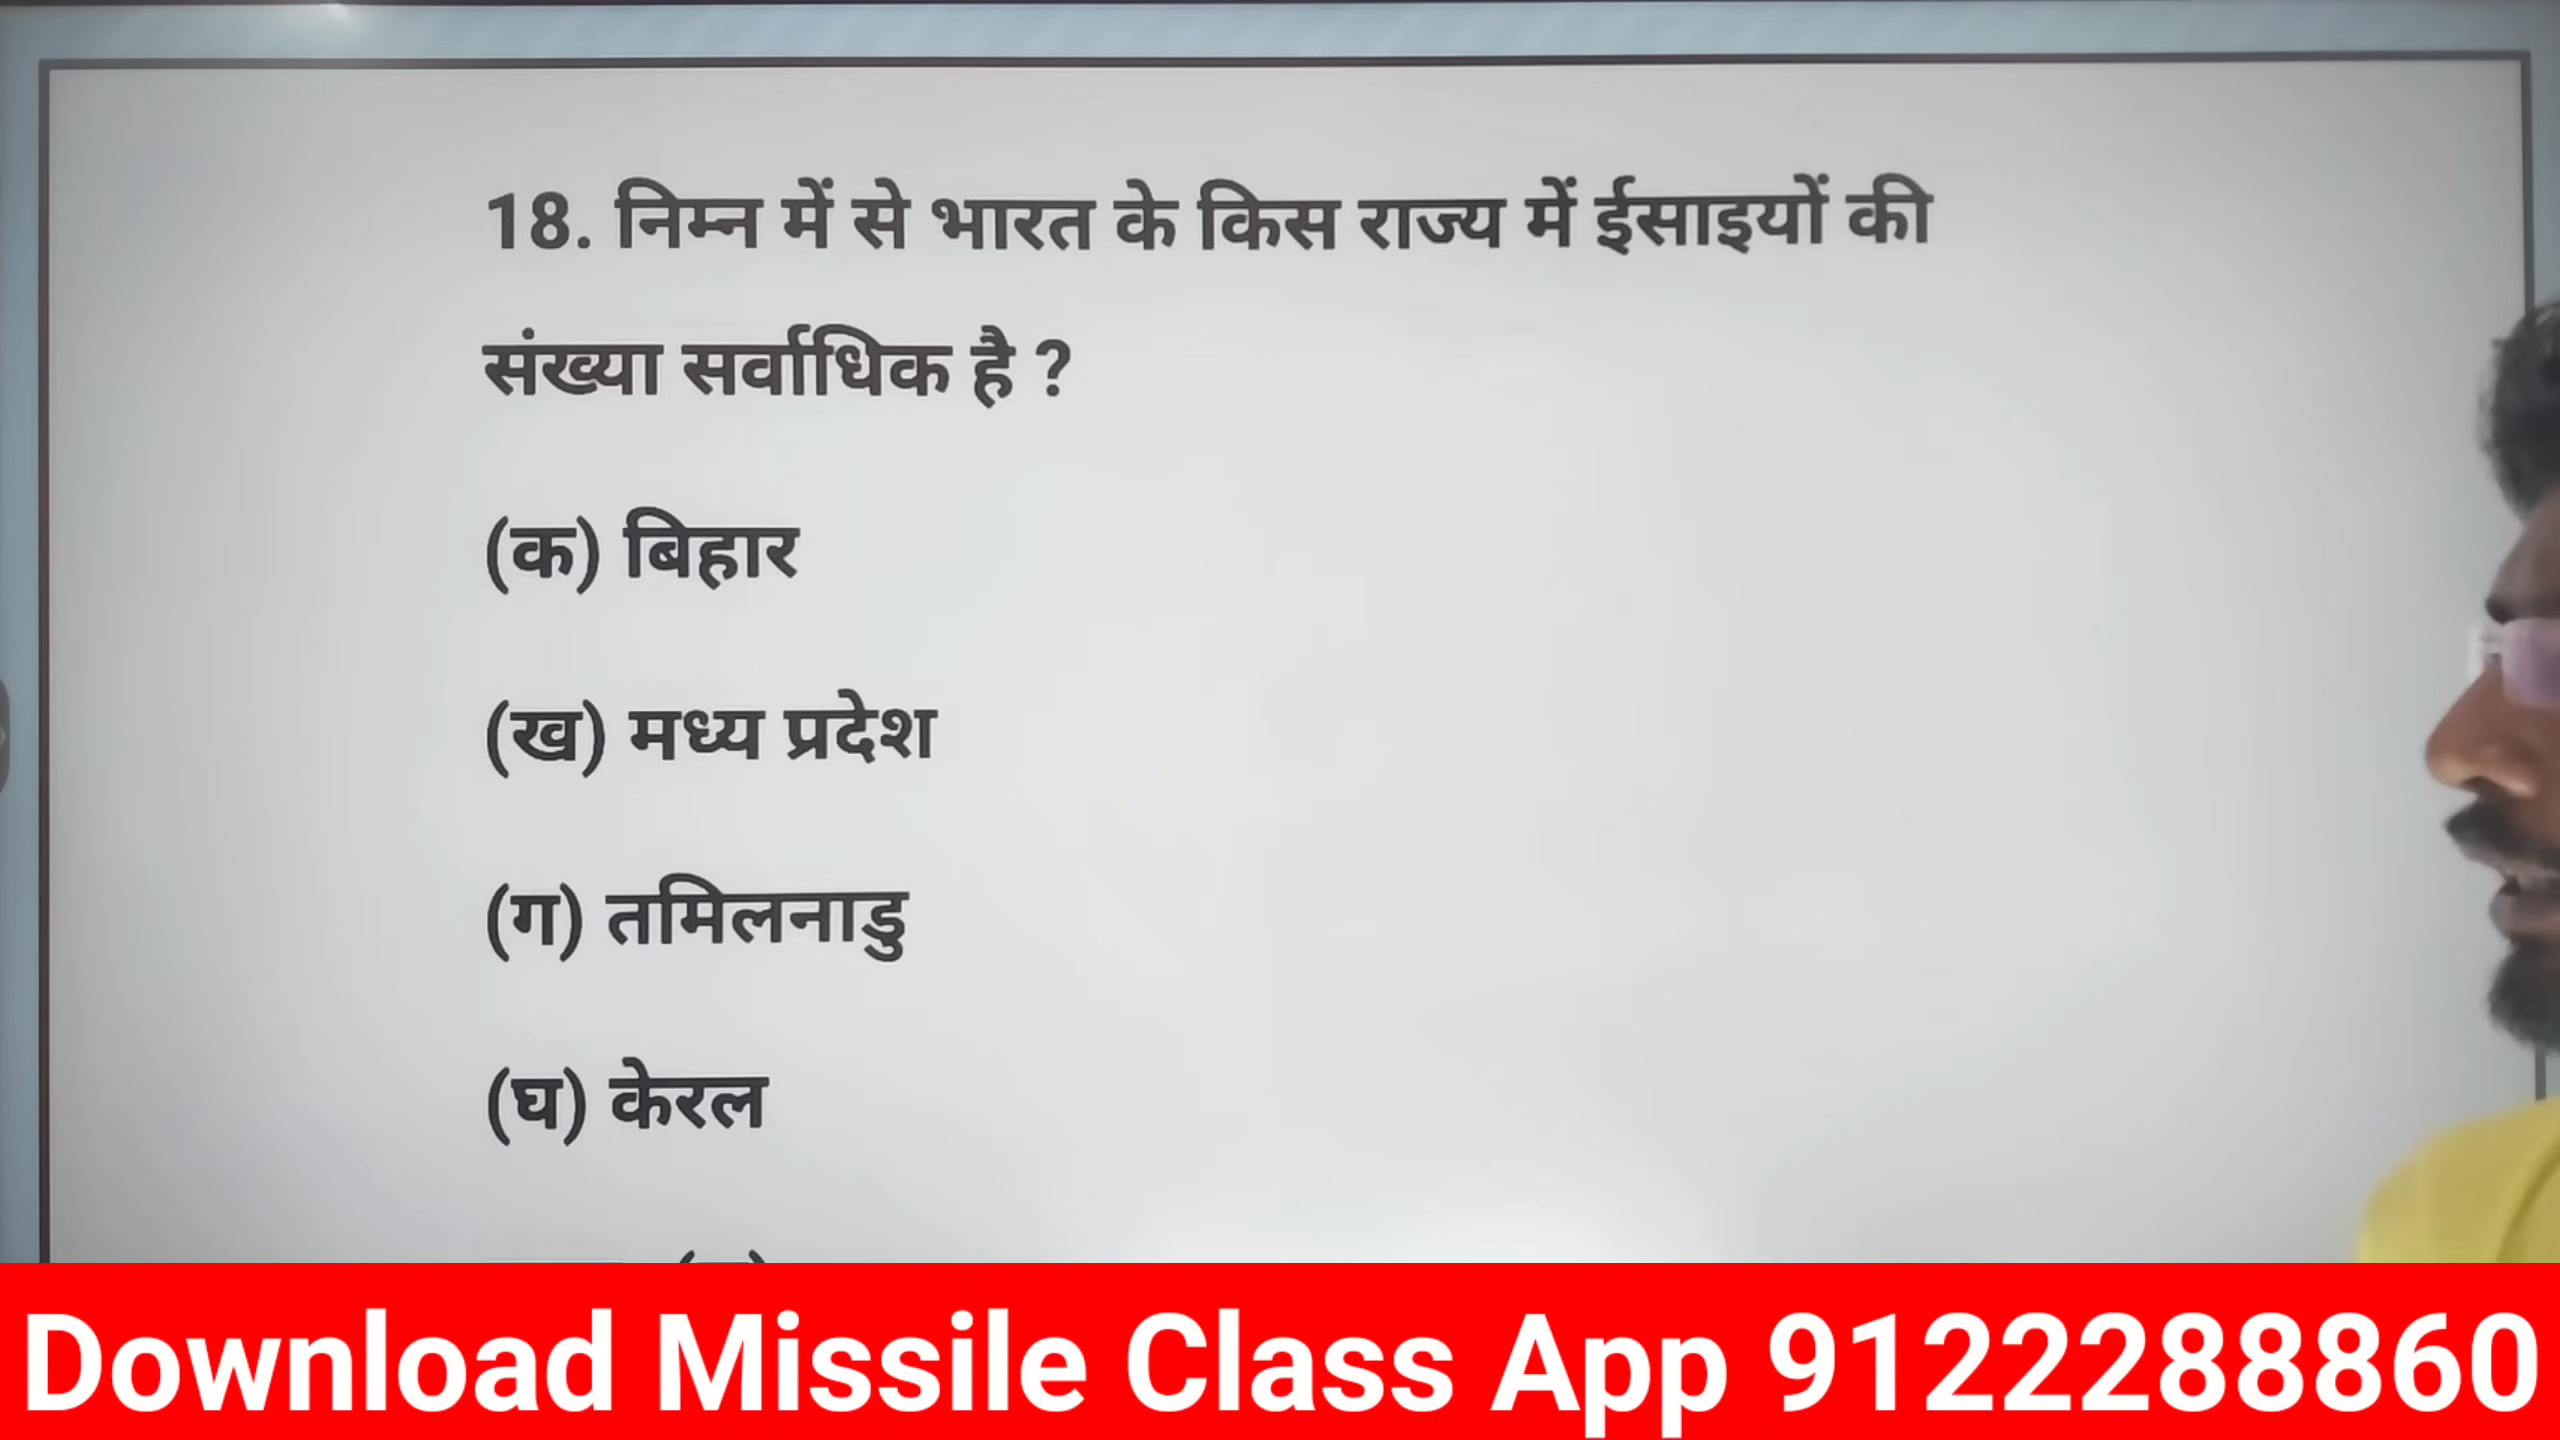 18. निम्न में से भारत के किस राज्य में ईसाइयों की
संख्या सर्वाधिक है ?
(क) बिहार
(ख) मध्य प्रदेश
(ग) तमिलनाडु
(घ) केरल
Download Missile Class App 9122288860